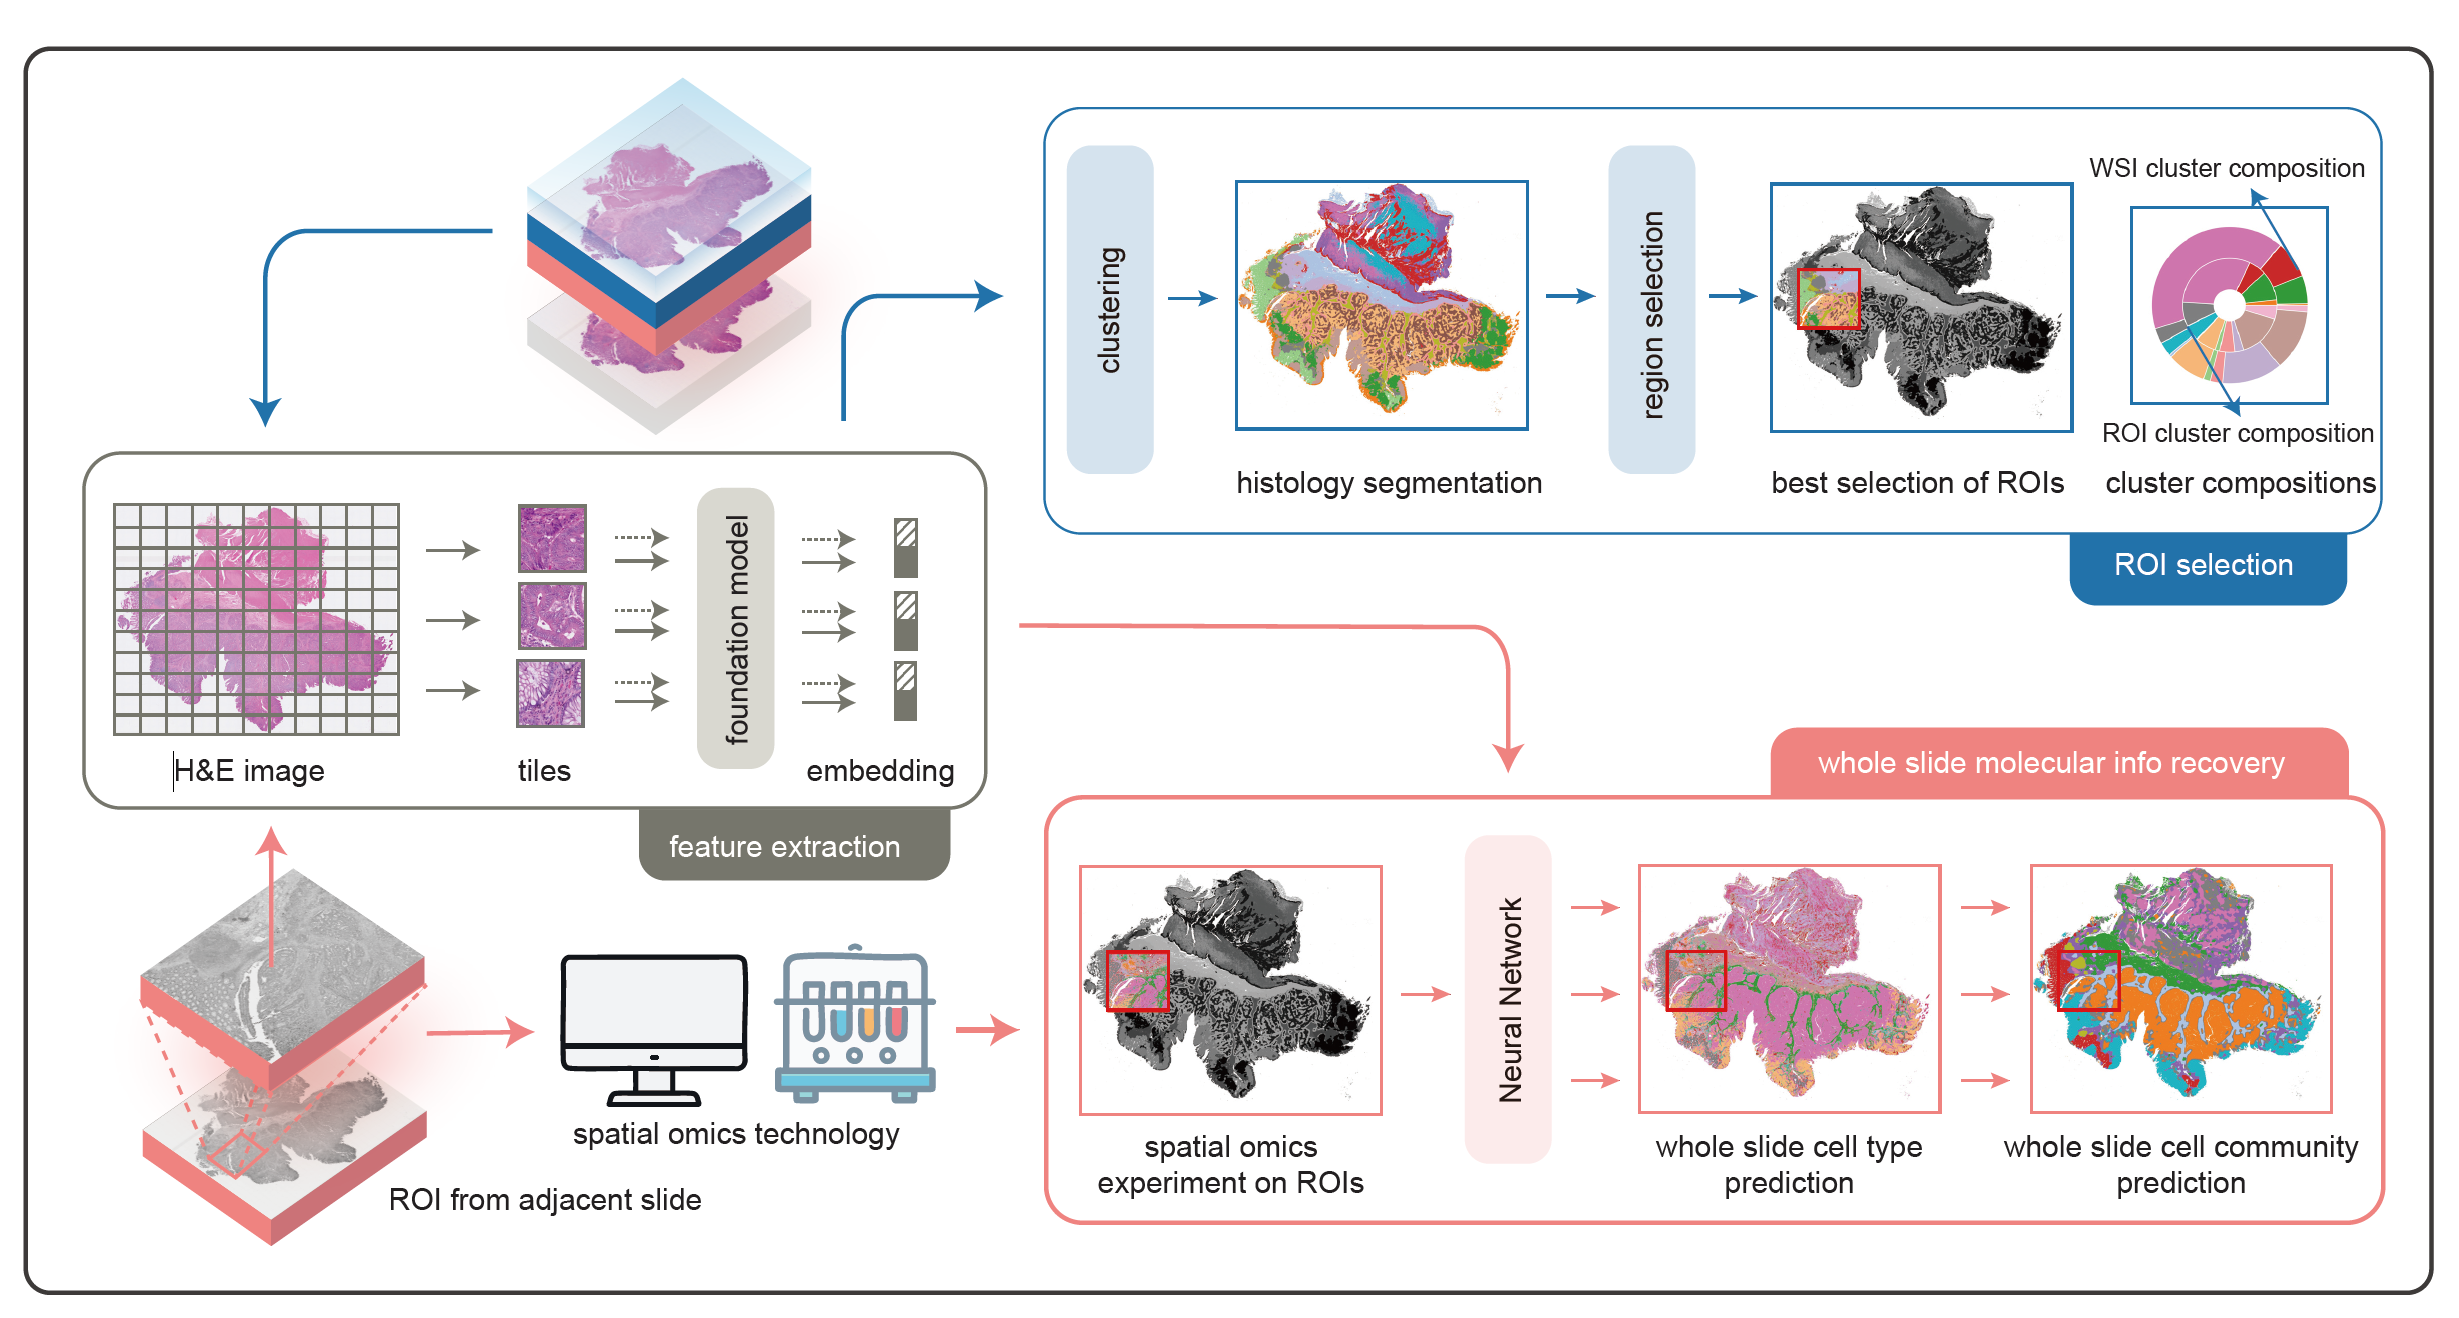 clustering
histology segmentation
region selection
best selection of ROIs
WSI cluster composition
ROI cluster composition
cluster compositions
ROI selection
H&E image
tiles
foundation model
embedding
feature extraction
ROI from adjacent slide
spatial omics technology
whole slide molecular info recovery
spatial omics
experiment on ROIs
Neural Network
whole slide cell type
prediction
whole slide cell community
prediction